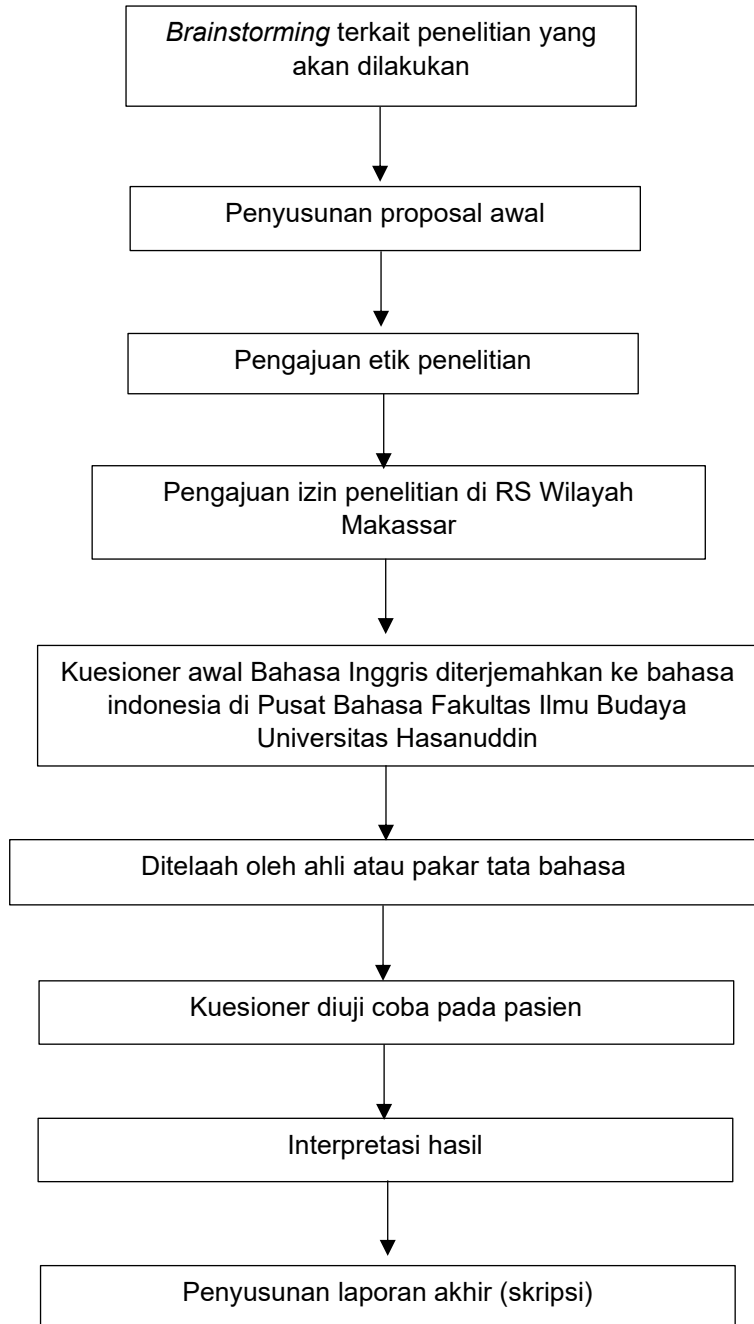 Brainstorming terkait penelitian yang
akan dilakukan
Penyusunan proposal awal
Pengajuan etik penelitian
Pengajuan izin penelitian di RS Wilayah
Makassar
Kuesioner awal Bahasa Inggris diterjemahkan ke bahasa
indonesia di Pusat Bahasa Fakultas Ilmu Budaya
Universitas Hasanuddin
Ditelaah oleh ahli atau pakar tata bahasa
Kuesioner diuji coba pada pasien
Interpretasi hasil
Penyusunan laporan akhir (skripsi)